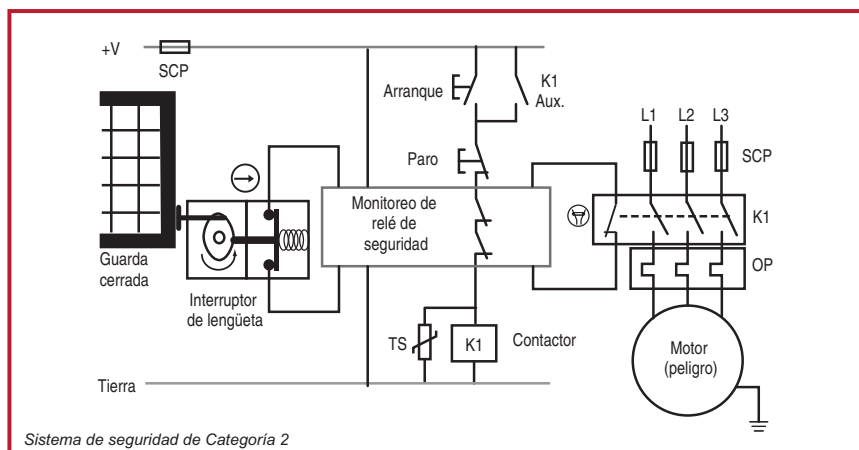 +V
SCP
Arranque
K1
Aux.
L1 L2 L3
SCP
Paro
Monitoreo de
relé de
seguridad
K1
Guarda
cerrada
OP
Interruptor
de lengüeta
TS
K1
Contactor
Motor
(peligro)
Tierra
Sistema de seguridad de Categoría 2